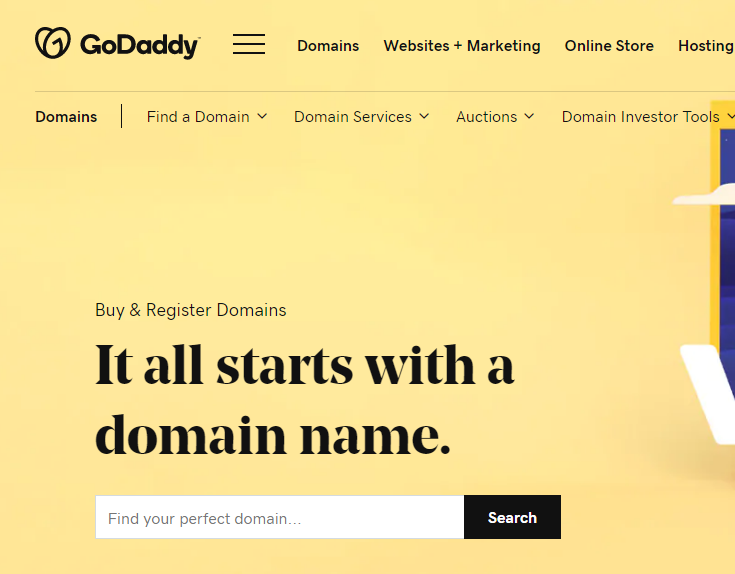 GoDaddy
Domains Websites + Marketing Online Store Hosting
Domains Find a Domain Domain Services Auctions Domain Investor Tools
Buy & Register Domains
It all starts with a
domain name.
Find your perfect domain... Search